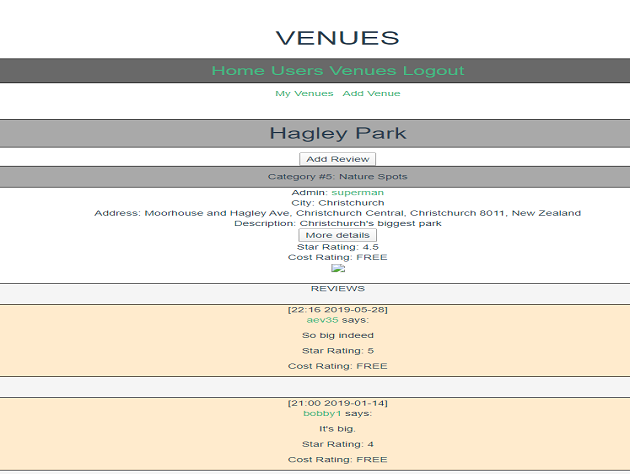 VENUES
Home Users Venues Logout
My Venues Add Venue
Hagley Park
Add Review
Category #5: Nature Spots
Admin: superman
City: Christchurch
Address: Moorhouse and Hagley Ave, Christchurch Central, Christchurch 8011, New Zealand
Description: Christchurch's biggest park
More details
Star Rating: 4.5
Cost Rating: FREE
REVIEWS
[22:16 2019-05-28]
aev35 says:
So big indeed
Star Rating: 5
Cost Rating: FREE
[21:00 2019-01-14]
bobby1 says:
It's big.
Star Rating: 4
Cost Rating: FREE